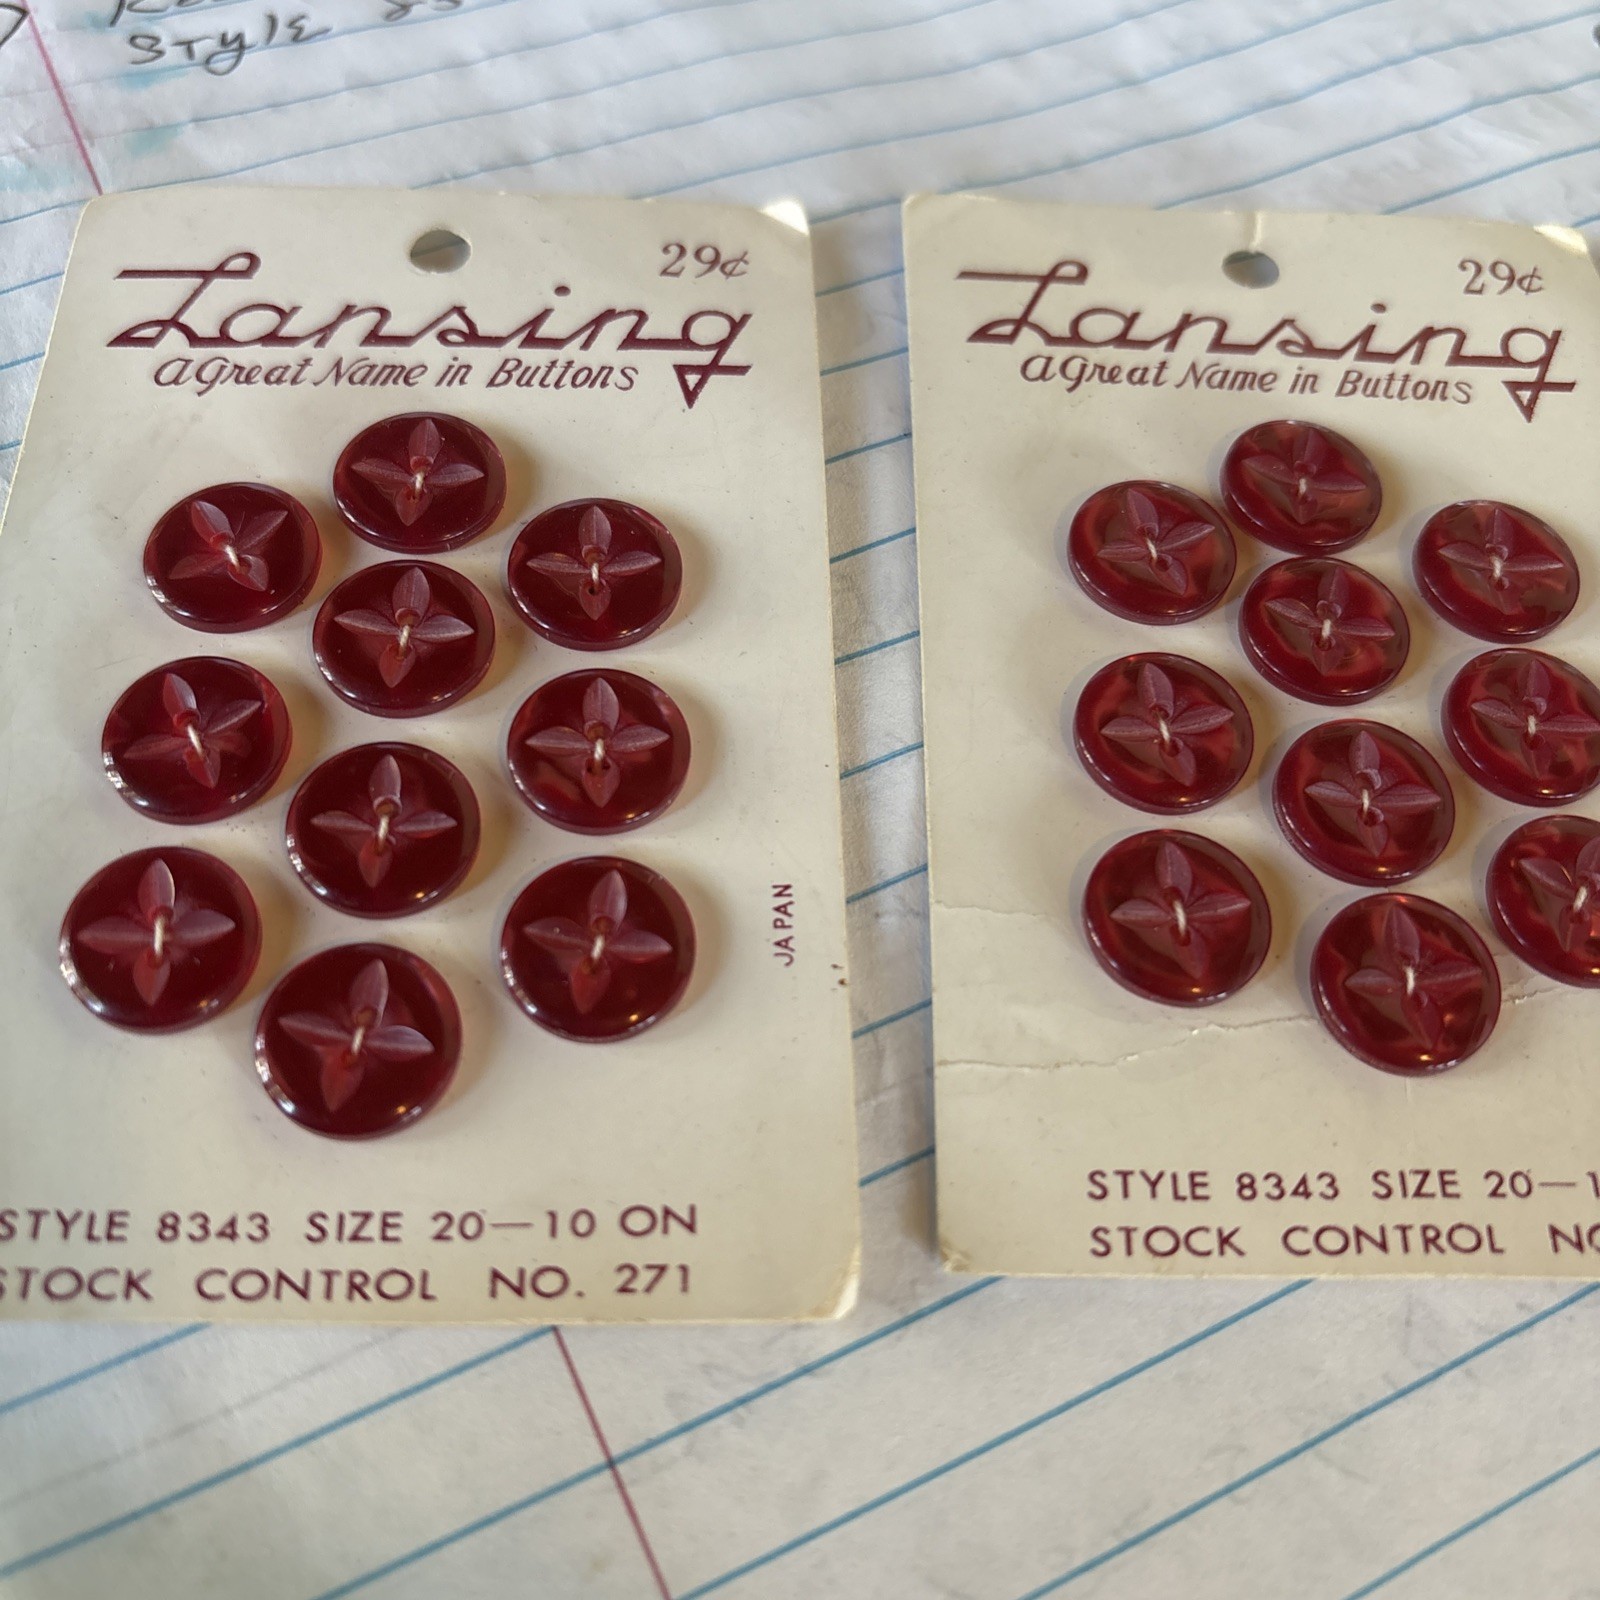 STYLE
29¢
Lansing
A Great Name in Buttons
JAPAN
STYLE 8343 SIZE 20—10 ON
STOCK CONTROL NO. 271
29¢
Lansing
A Great Name in Buttons
STYLE 8343 SIZE 20—1
STOCK CONTROL NO